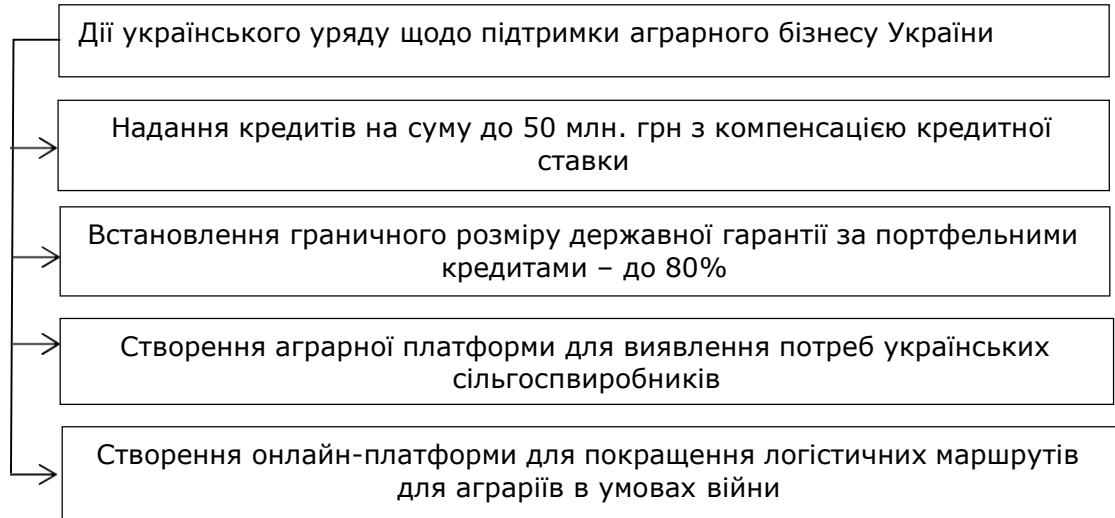 Дії українського уряду щодо підтримки аграрного бізнесу України
Надання кредитів на суму до 50 млн. грн з компенсацією кредитної
ставки
Встановлення граничного розміру державної гарантії за портфельними
кредитами – до 80%
Створення аграрної платформи для виявлення потреб українських
сільгоспвиробників
Створення онлайн-платформи для покращення логістичних маршрутів
для аграріїв в умовах війни